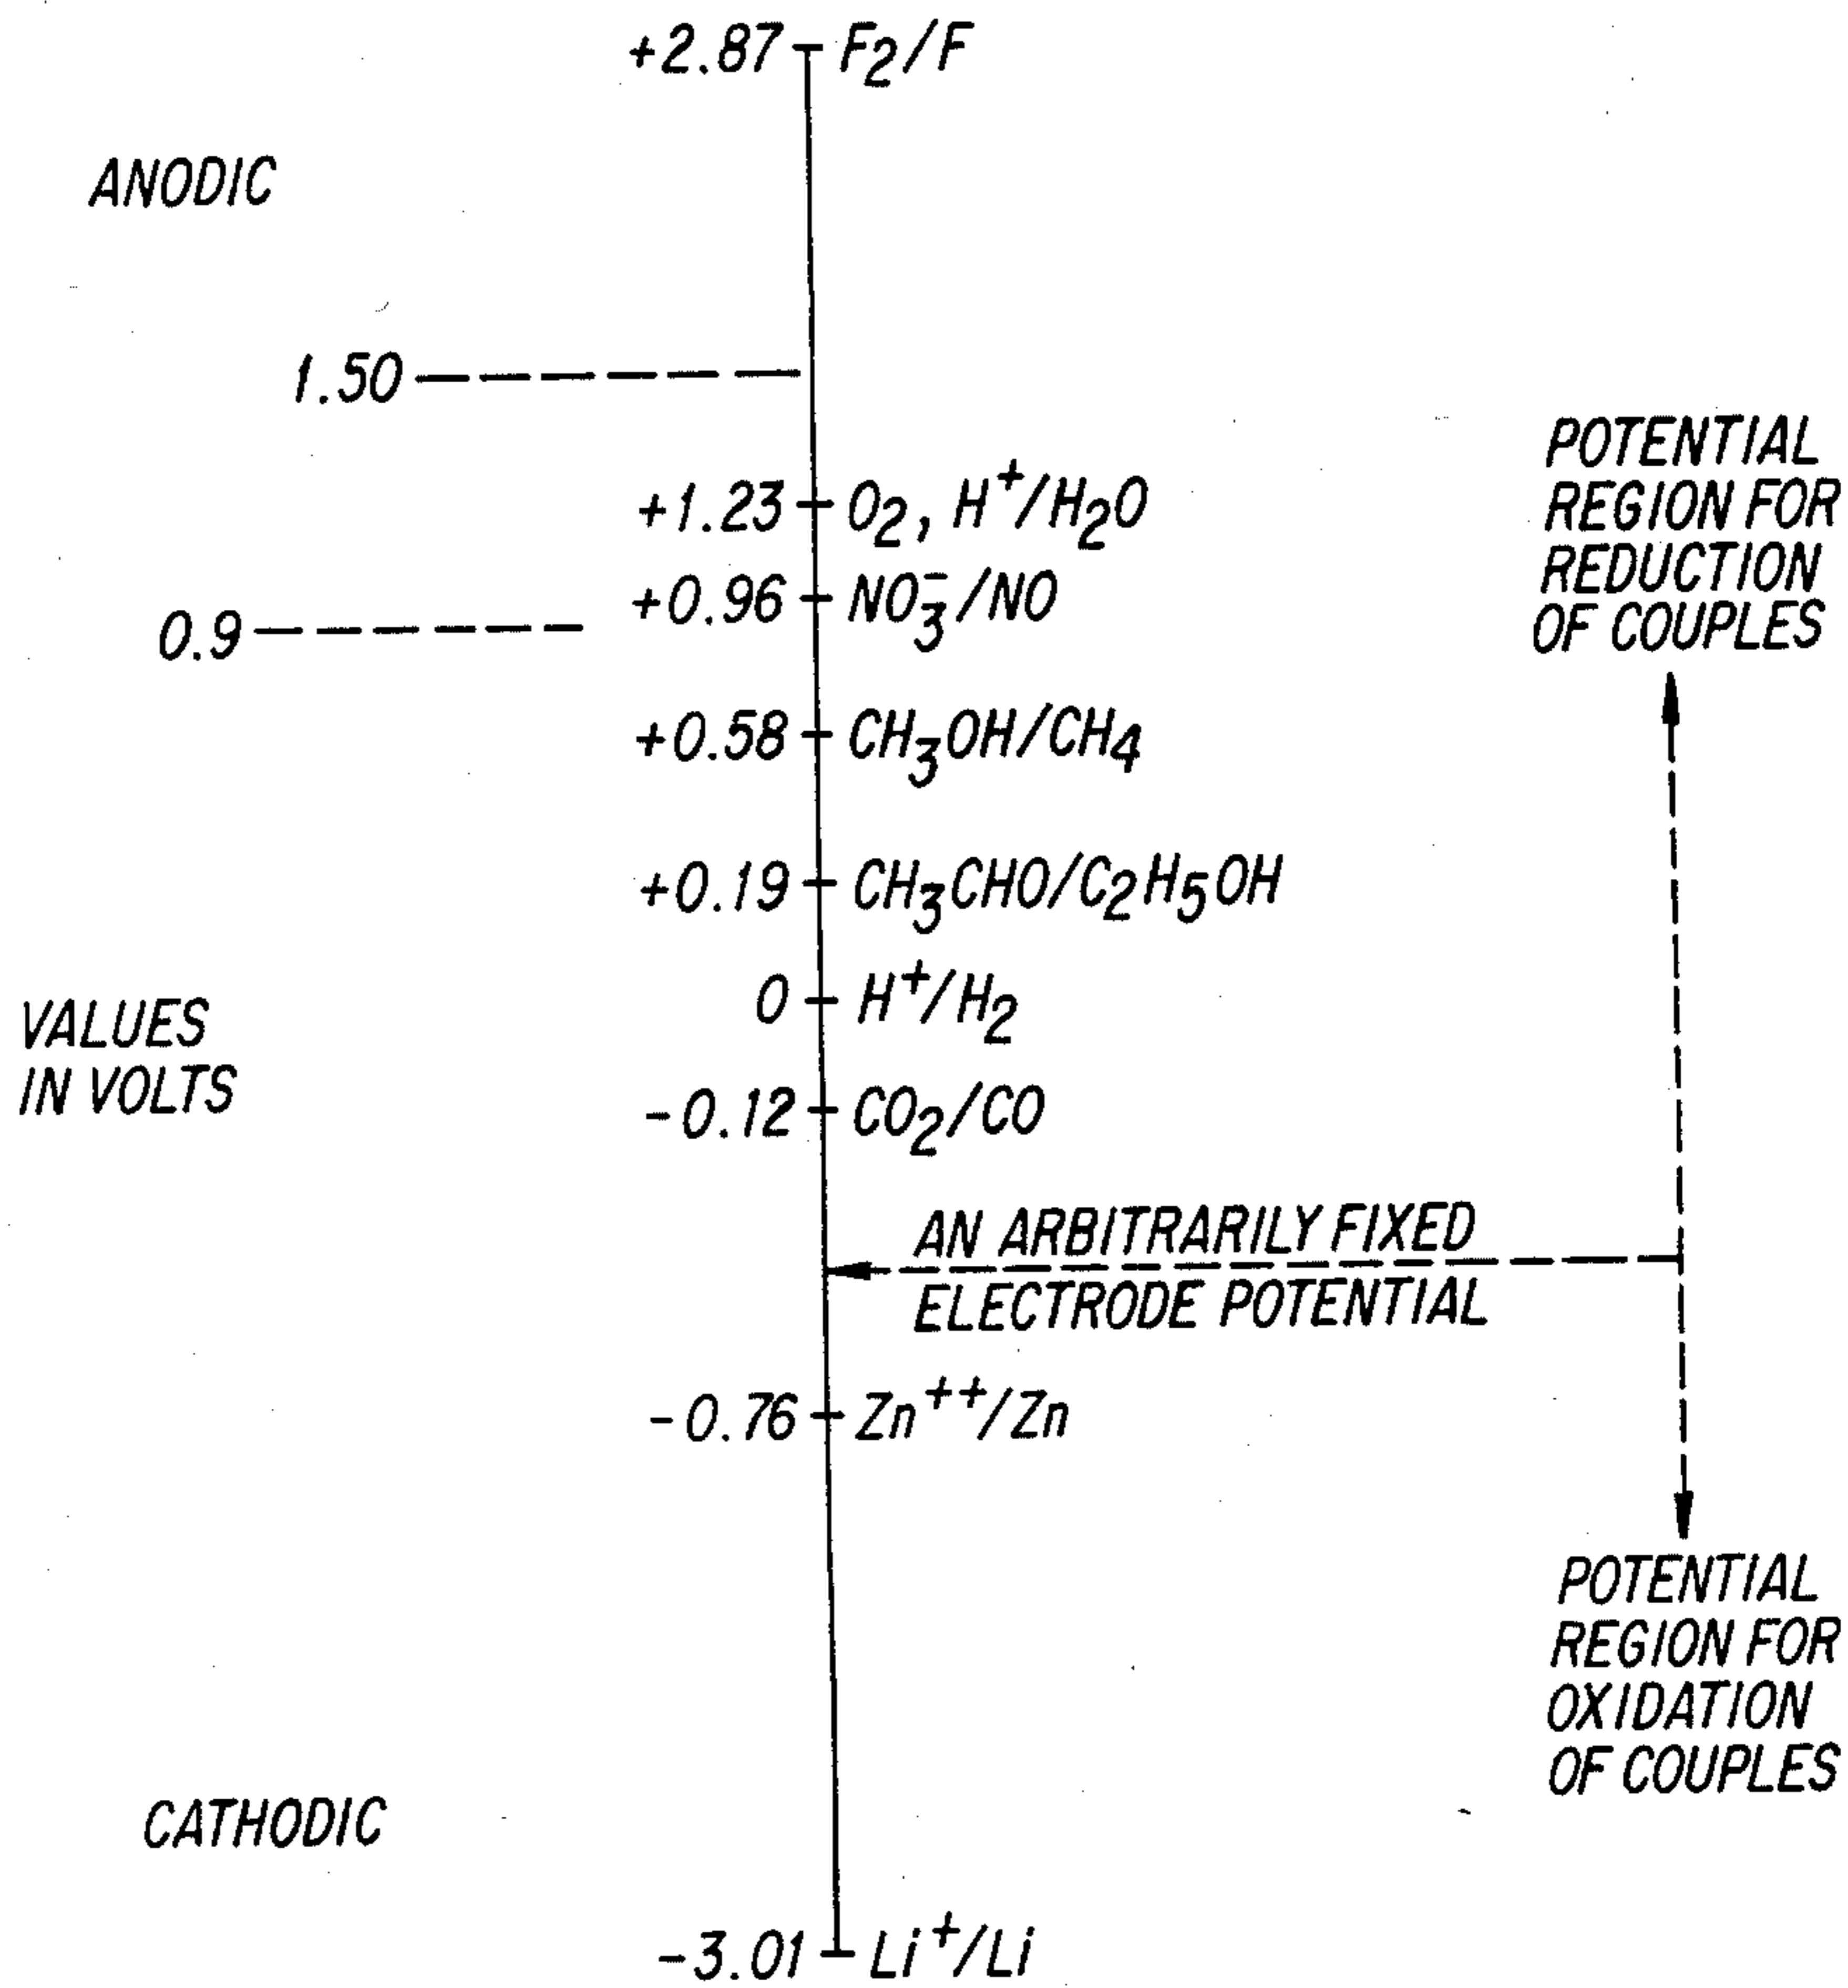 +2.87 F2/F
ANODIC
1.50
+1.23 O2, H+/H2O
+0.96 NO3-/NO
0.9
+0.58 CH3OH/CH4
+0.19 CH3CHO/C2H5OH
0 H+/H2
VALUES
IN VOLTS
-0.12 CO2/CO
AN ARBITRARILY FIXED
ELECTRODE POTENTIAL
-0.76 Zn++/Zn
CATHODIC
-3.01 Li+/Li
POTENTIAL
REGION FOR
REDUCTION
OF COUPLES
POTENTIAL
REGION FOR
OXIDATION
OF COUPLES